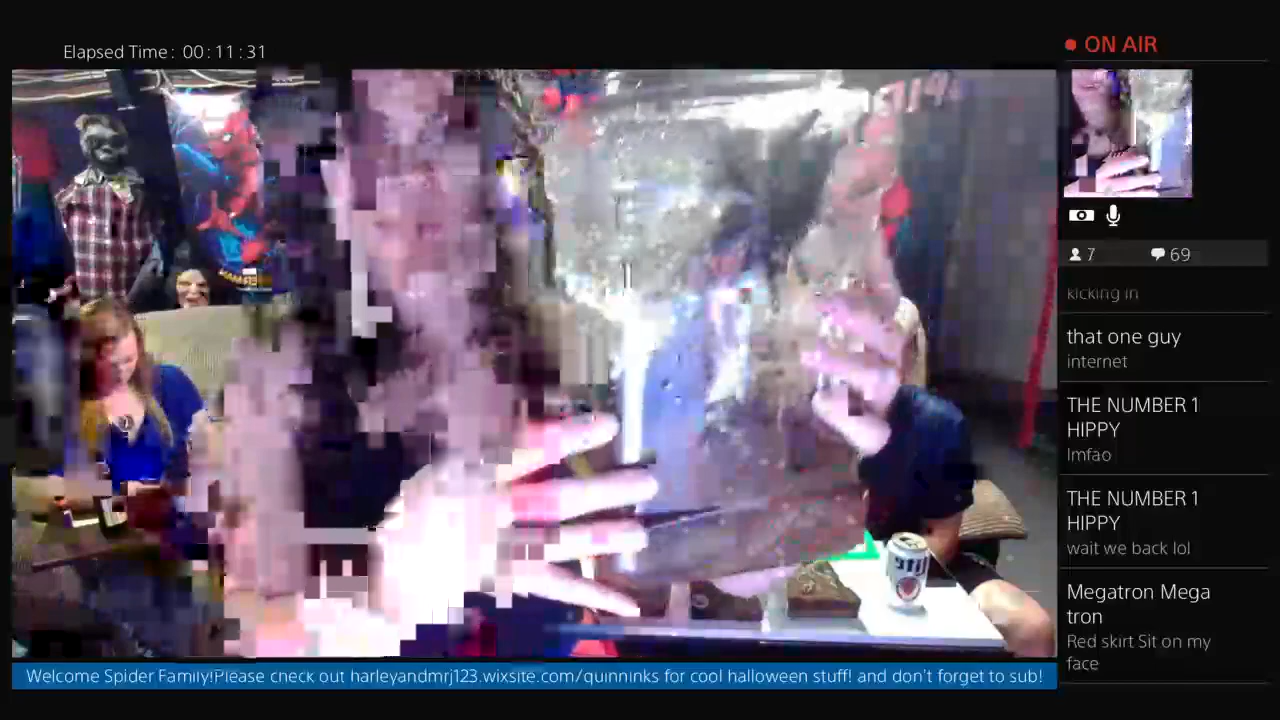 Elapsed Time: 00:11:31
ON AIR
7 69
kicking in
that one guy
internet
THE NUMBER 1
HIPPY
lmfao
THE NUMBER 1
HIPPY
wait we back lol
Megatron Mega
tron
Red skirt Sit on my
face
Welcome Spider Family!Please check out harleyandmrj123.wixsite.com/quinninks for cool halloween stuff! and don't forget to sub!